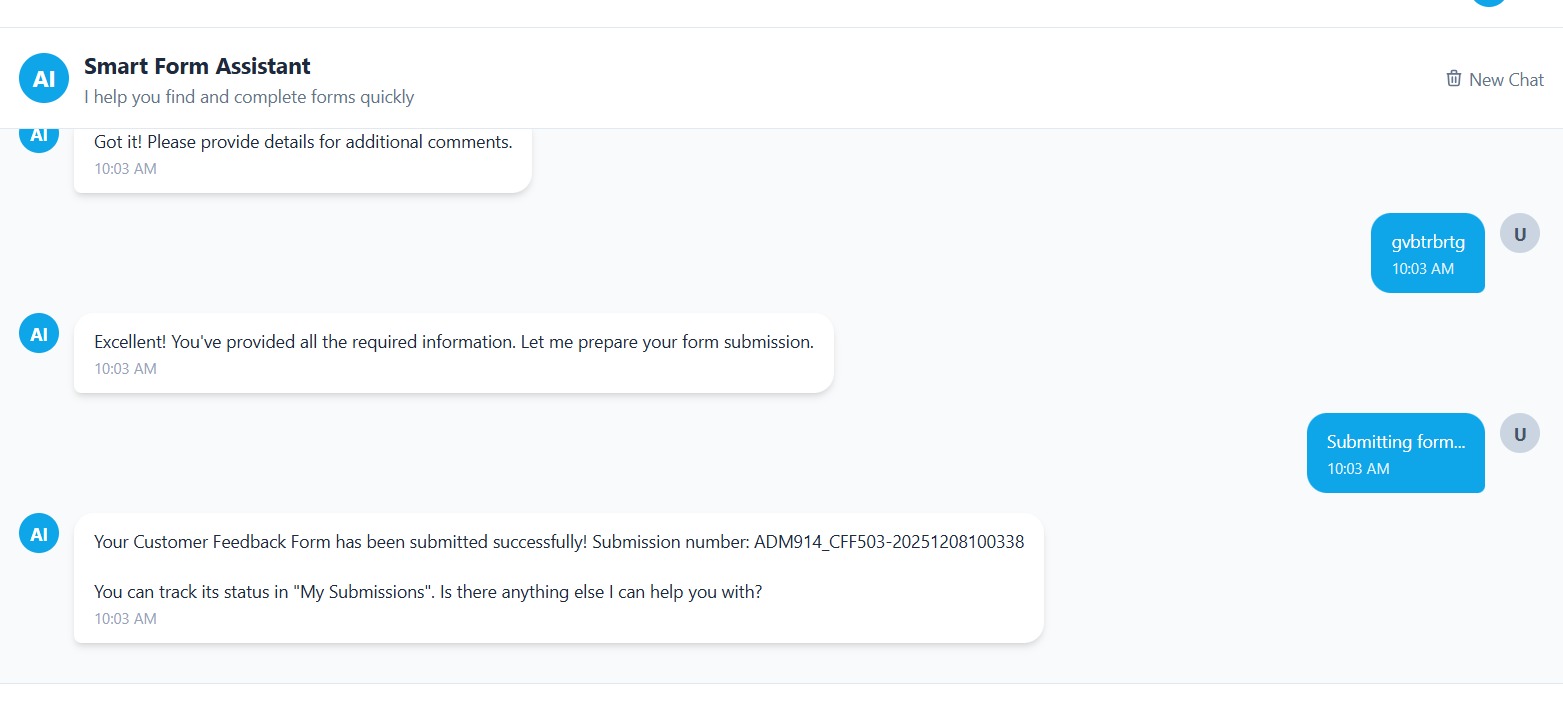 AI
Smart Form Assistant
I help you find and complete forms quickly
New Chat
AI
Got it! Please provide details for additional comments.
10:03 AM
gvbtrbrtg
10:03 AM
U
AI
Excellent! You've provided all the required information. Let me prepare your form submission.
10:03 AM
Submitting form...
10:03 AM
U
AI
Your Customer Feedback Form has been submitted successfully! Submission number: ADM914_CFF503-20251208100338
You can track its status in "My Submissions". Is there anything else I can help you with?
10:03 AM